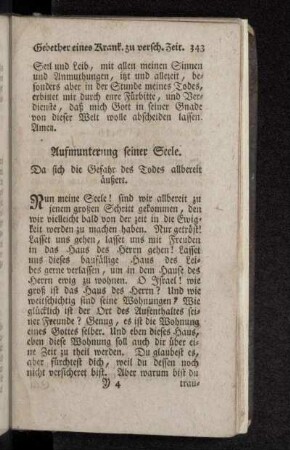 Gebether eines Krank. zu versch. Zeit. 343
Seel und Leib, mit allen meinen Sinnen
und Anmuthungen, itzt und allezeit, be-
sonders aber in der Stunde meines Todes,
erbittet mir durch eure Fürbitte, und Ver-
dienste, daß mich Gott in seiner Gnade
von dieser Welt wolle abscheiden lassen.
Amen.
Aufmunterung seiner Seele.
Da sich die Gefahr des Todes allbereit
äußert.
Nun meine Seele! sind wir allbereit zu
jenem großen Schritt gekommen, den
wir vielleicht bald von der Zeit in die Ewig-
keit werden zu machen haben. Nur getröst!
Lasset uns gehen, lasset uns mit Freuden
in das Haus des Herrn gehen! Lasset
uns dieses baufällige Haus des Lei-
bes gerne verlassen, um in dem Hause des
Herrn ewig zu wohnen. O Israel! wie
groß ist das Haus des Herrn? Und wie
weitschichtig sind seine Wohnungen? Wie
glücklich ist der Ort des Aufenthaltes sei-
ner Freunde? Genug, es ist die Wohnung
eines Gottes selber. Und eben dieses Haus,
eben diese Wohnung soll auch dir über ei-
ne Zeit zu theil werden. Du glaubest es,
aber fürchtest dich, weil du dessen noch
nicht versicheret bist. Aber warum bist du
Y 4 trau-